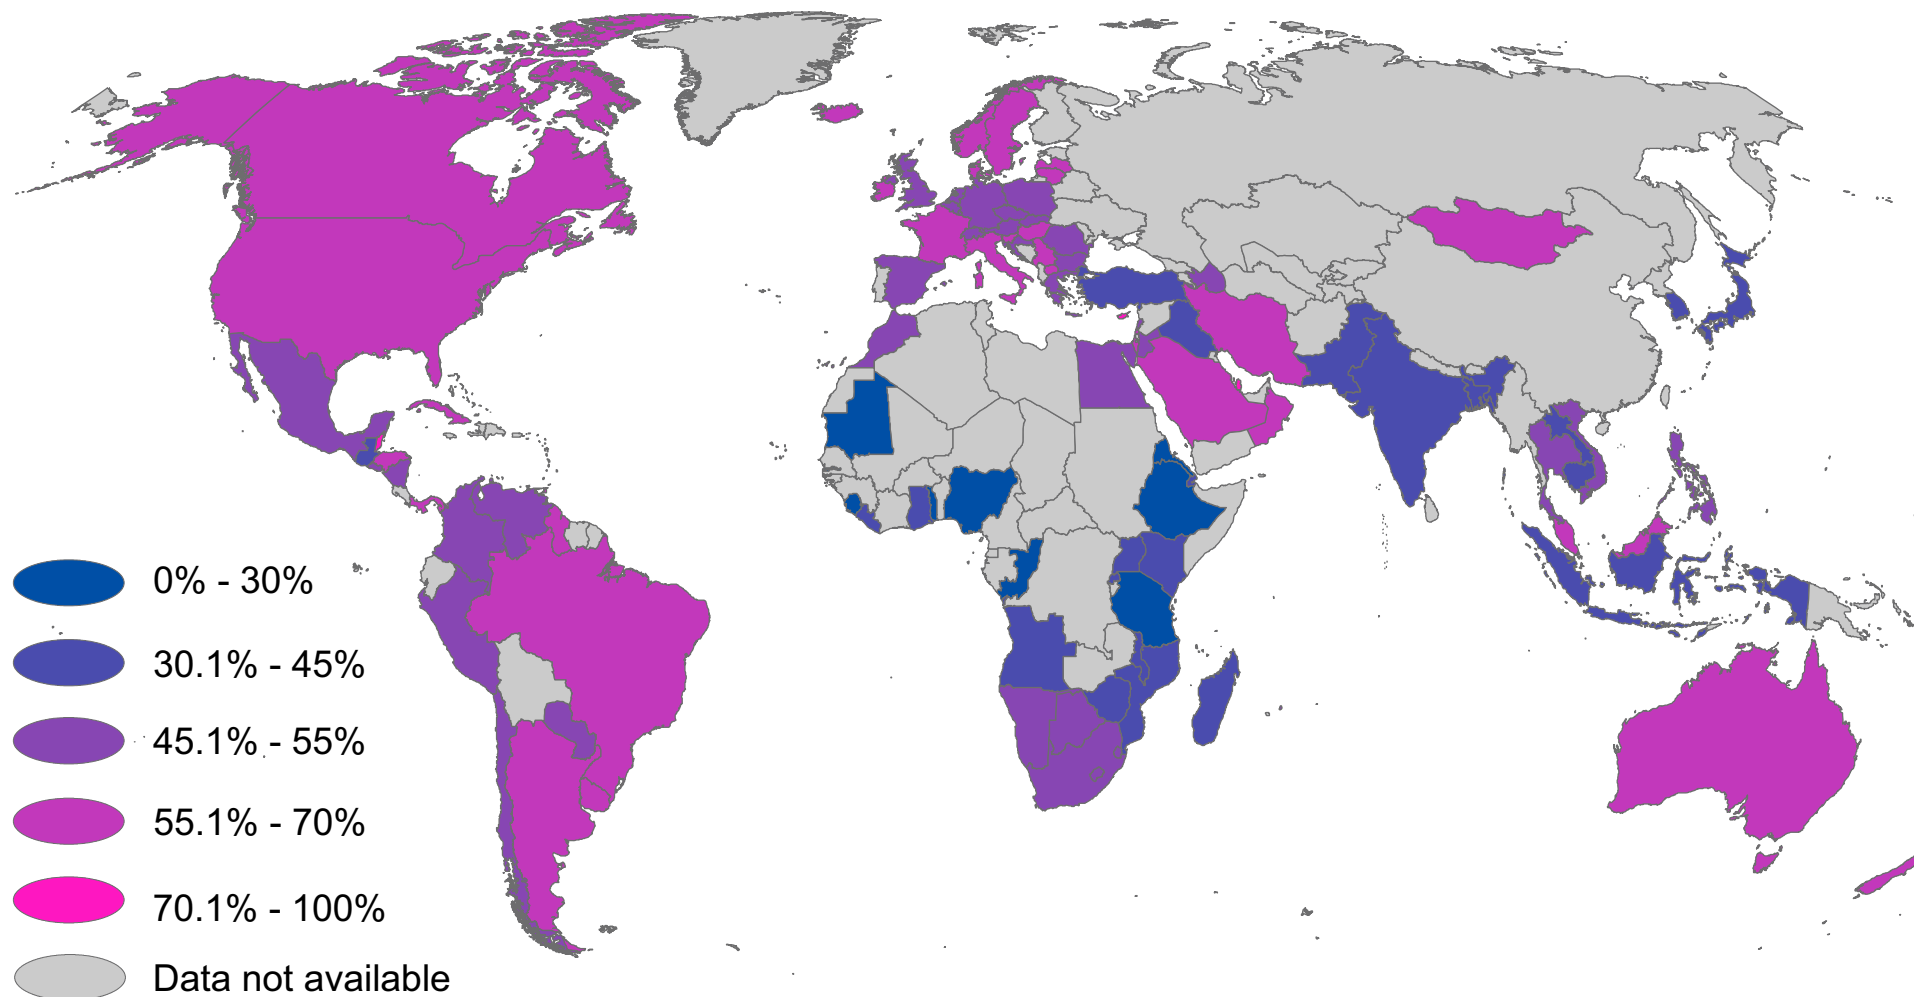 0% - 30%
30.1% - 45%
45.1% - 55%
55.1% - 70%
70.1% - 100%
Data not available